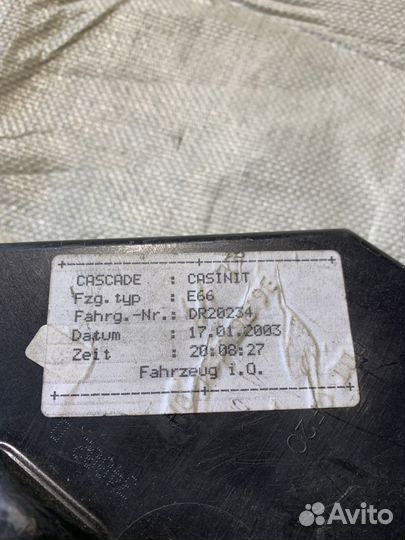 CASCADE : CASINIT
Fzg.typ : E66
Fahrg.-Nr.: DR20234
Datum : 17.01.2003
Zeit : 20:08:27
Fahrzeug i.O.
Avito